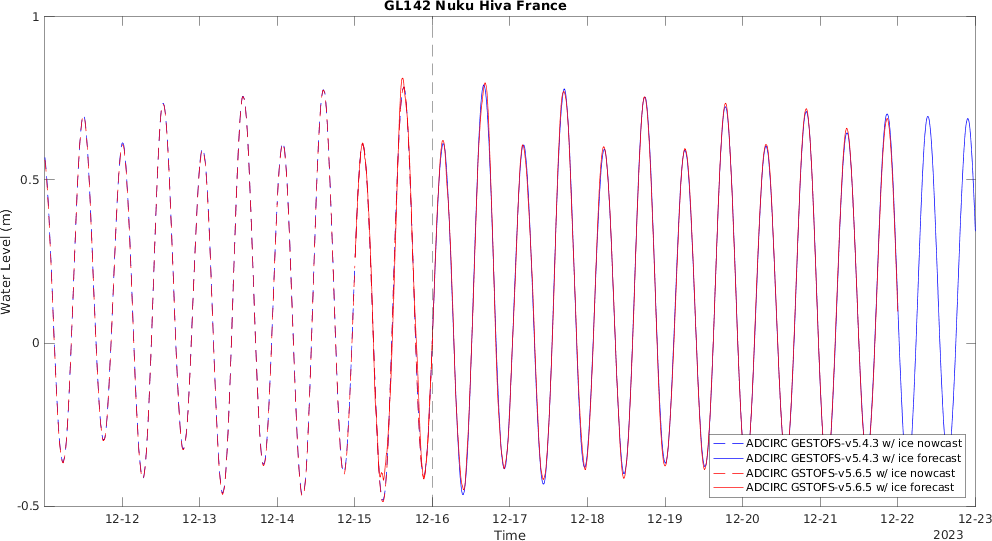 GL142 Nuku Hiva France
1
0.5
0
-0.5
Water Level (m)
12-12
12-13
12-14
12-15
12-16
12-17
12-18
12-19
12-20
12-21
12-22
12-23
Time
2023
ADCIRC GESTOFS-v5.4.3 w/ ice nowcast
ADCIRC GESTOFS-v5.4.3 w/ ice forecast
ADCIRC GSTOFS-v5.6.5 w/ ice nowcast
ADCIRC GSTOFS-v5.6.5 w/ ice forecast